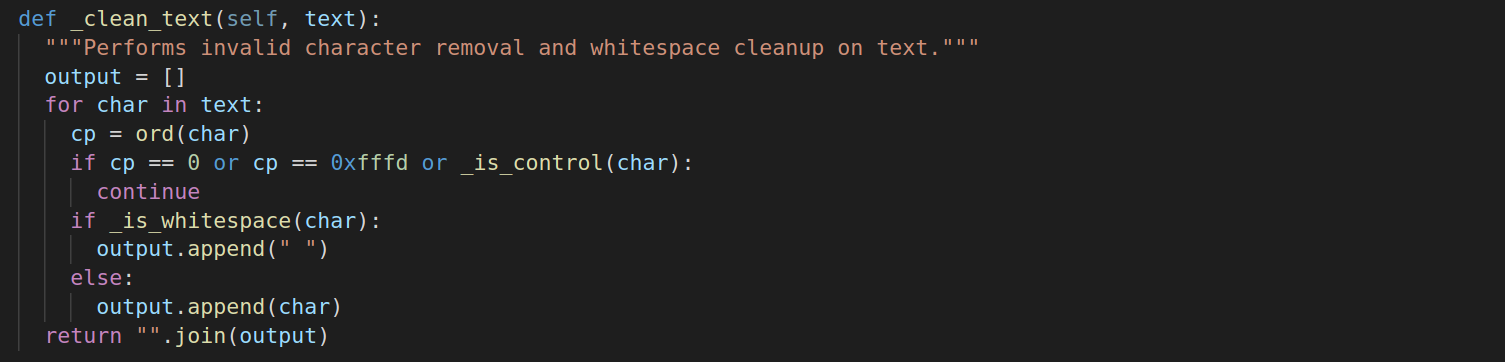 def _clean_text(self, text):
  """Performs invalid character removal and whitespace cleanup on text."""
  output = []
  for char in text:
    cp = ord(char)
    if cp == 0 or cp == 0xfffd or _is_control(char):
      continue
    if _is_whitespace(char):
      output.append(" ")
    else:
      output.append(char)
  return "".join(output)